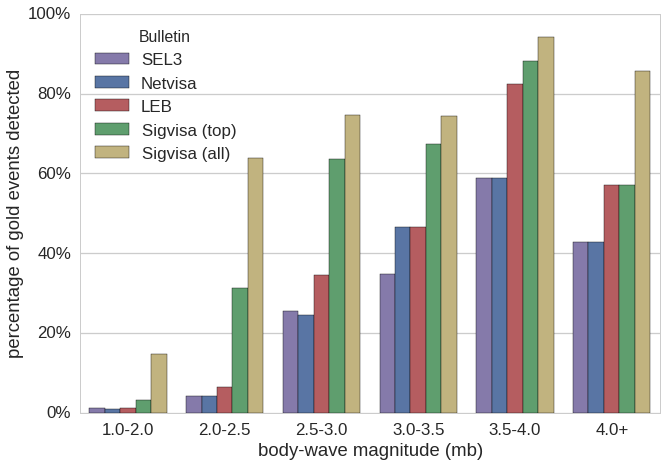 100%
80%
60%
40%
20%
0%
percentage of gold events detected
Bulletin
SEL3
Netvisa
LEB
Sigvisa (top)
Sigvisa (all)
1.0-2.0 2.0-2.5 2.5-3.0 3.0-3.5 3.5-4.0 4.0+
body-wave magnitude (mb)